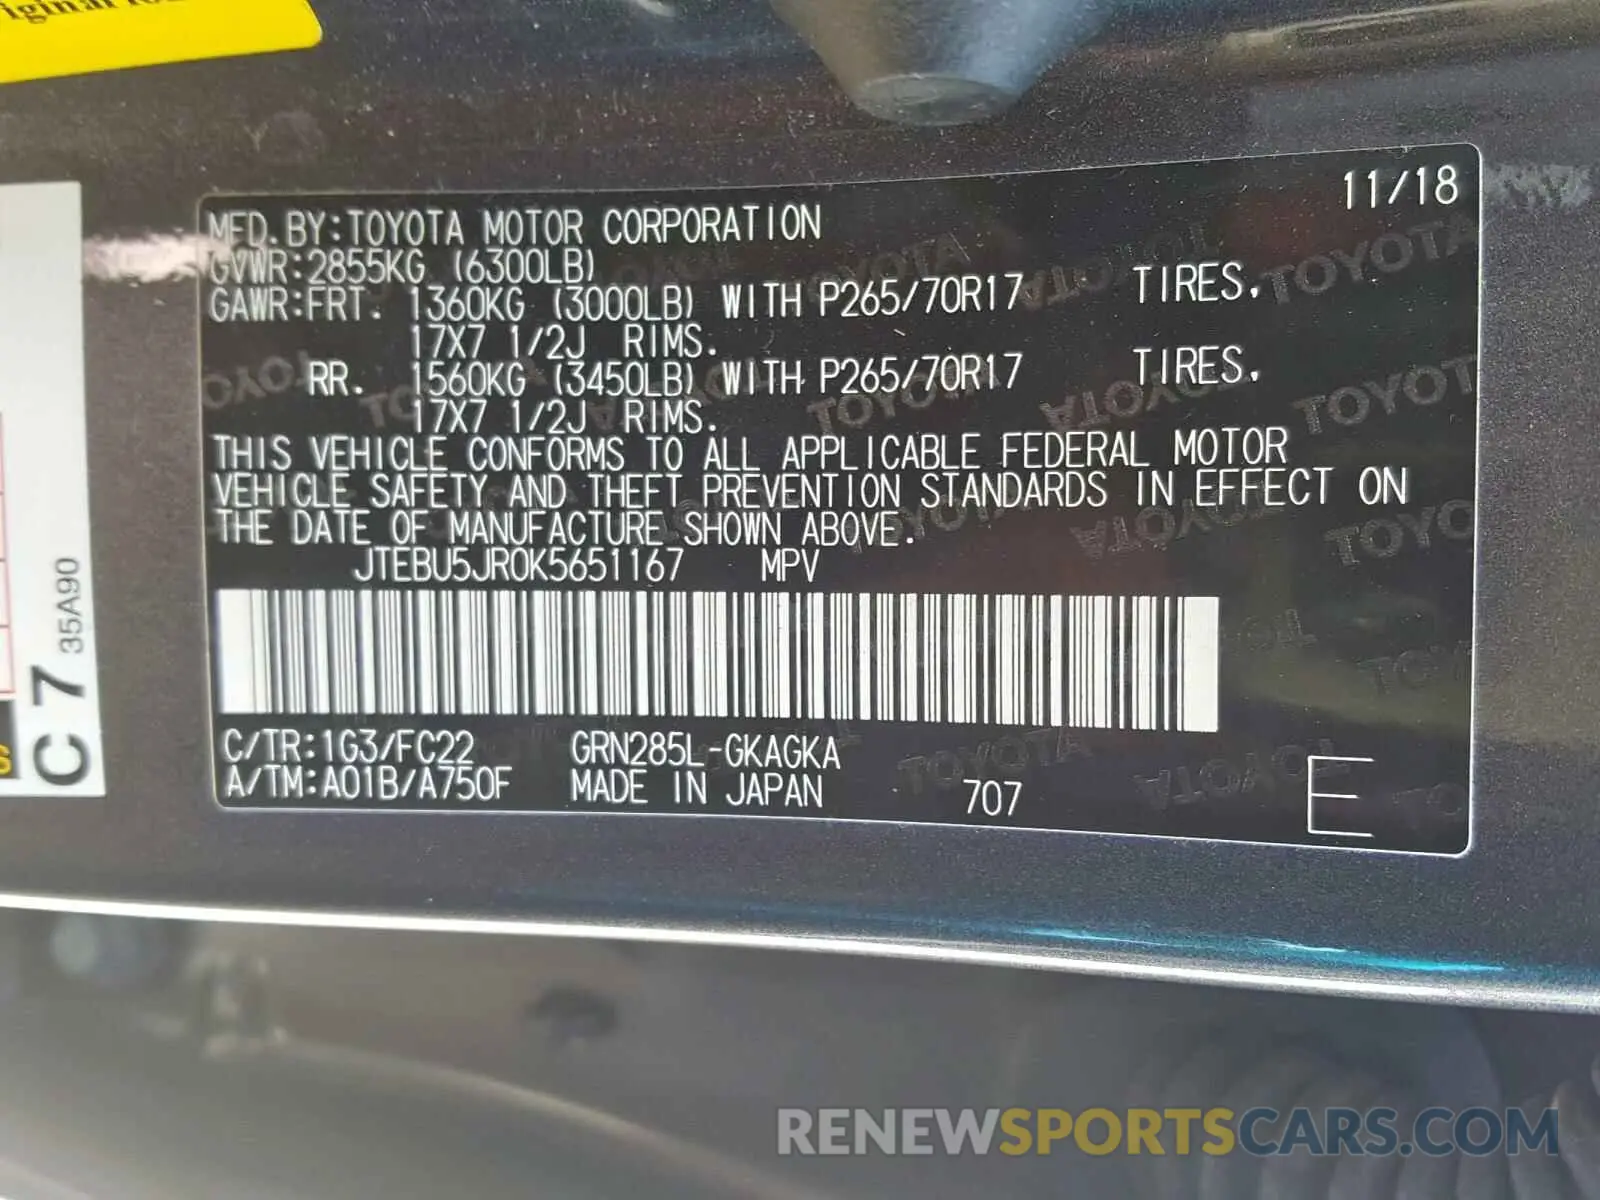 11/18
MFD.BY:TOYOTA MOTOR CORPORATION
GVWR:2855KG (6300LB)
GAWR:FRT. 1360KG (3000LB) WITH P265/70R17 TIRES,
17X7 1/2J RIMS.
RR. 1560KG (3450LB) WITH P265/70R17 TIRES,
17X7 1/2J RIMS.
THIS VEHICLE CONFORMS TO ALL APPLICABLE FEDERAL MOTOR
VEHICLE SAFETY AND THEFT PREVENTION STANDARDS IN EFFECT ON
THE DATE OF MANUFACTURE SHOWN ABOVE.
JTEBU5JR0K5651167 MPV
C/TR:1G3/FC22 GRN285L-GKAGKA
A/TM:A01B/A750F MADE IN JAPAN 707 E
C 7 35A90
RENEWSPORTSCARS.COM